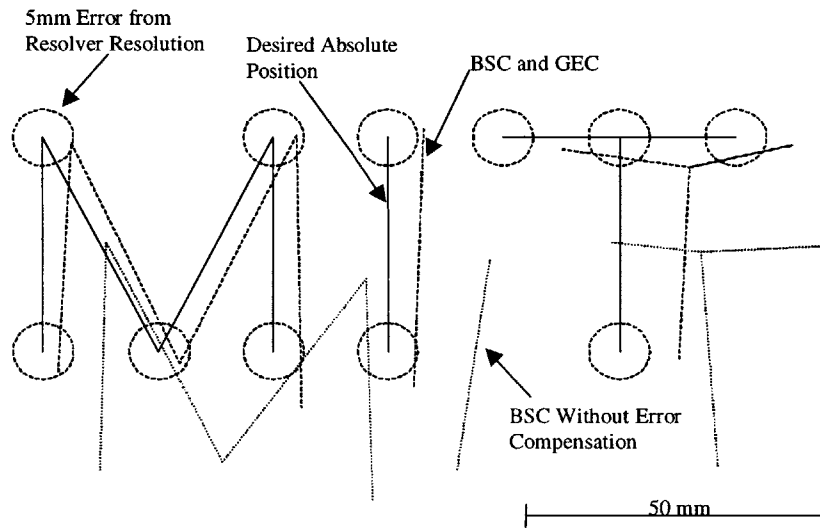 5mm Error from
Resolver Resolution
Desired Absolute
Position
BSC and GEC
BSC Without Error
Compensation
50 mm